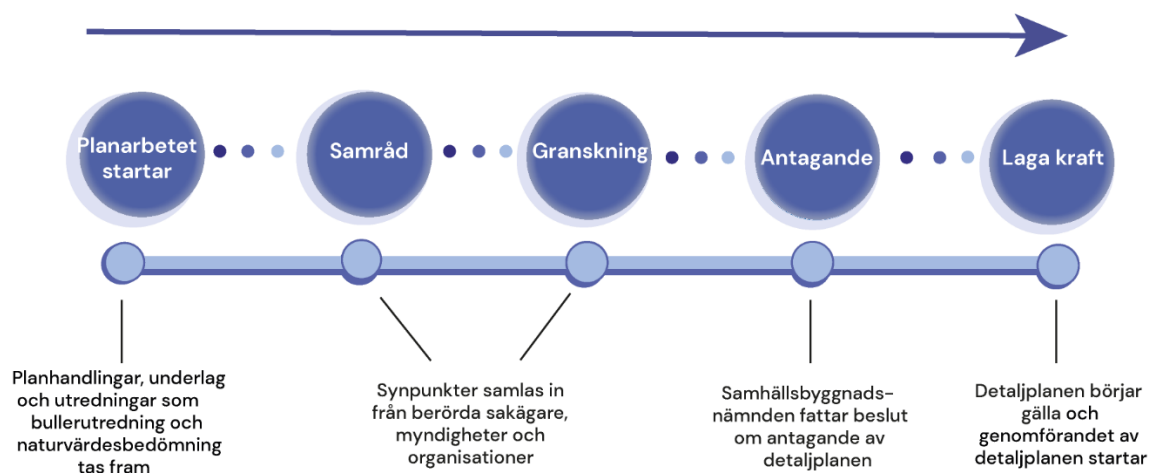 Planarbetet
startar
Samråd
Granskning
Antagande
Laga kraft
Planhandlingar, underlag
och utredningar som
bullerutredning och
naturvärdesbedömning
tas fram
Synpunkter samlas in
från berörda sakägare,
myndigheter och
organisationer
Samhällsbyggnads-
nämnden fattar beslut
om antagande av
detaljplanen
Detaljplanen börjar
gälla och
genomförandet av
detaljplanen startar